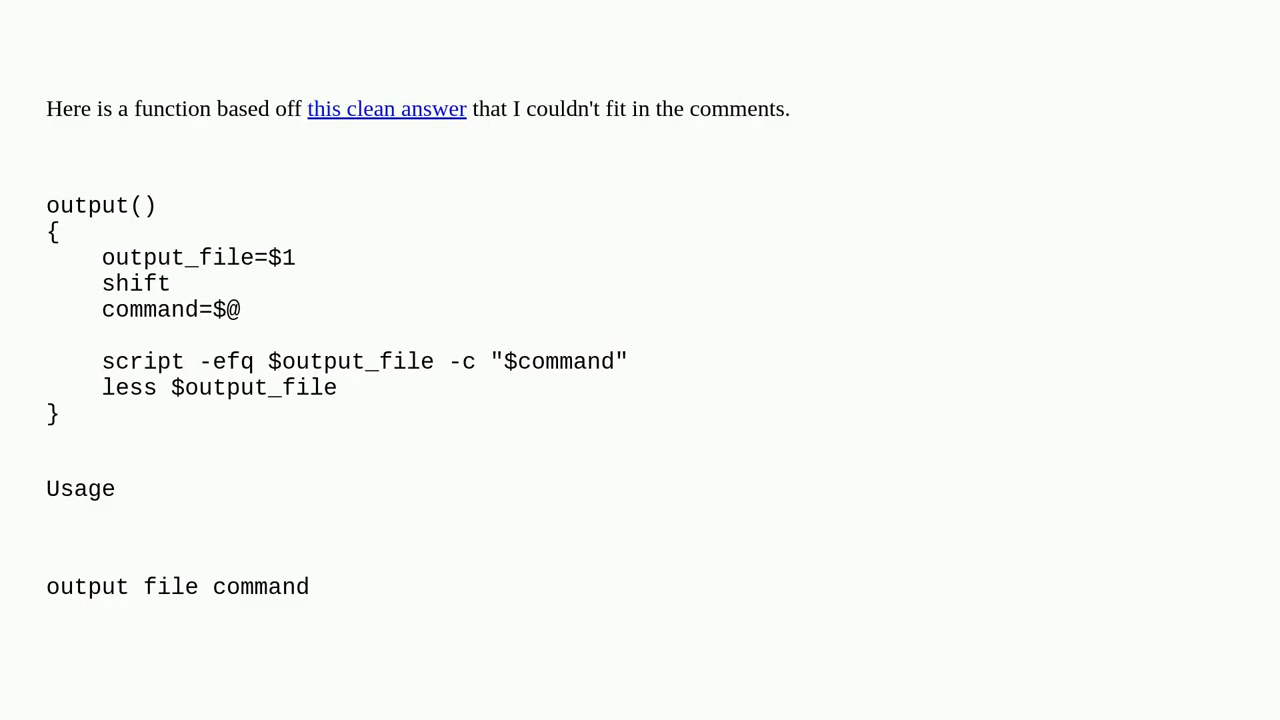 Here is a function based off this clean answer that I couldn't fit in the comments.
output()
{
    output_file=$1
    shift
    command=$@

    script -efq $output_file -c "$command"
    less $output_file
}
Usage
output file command